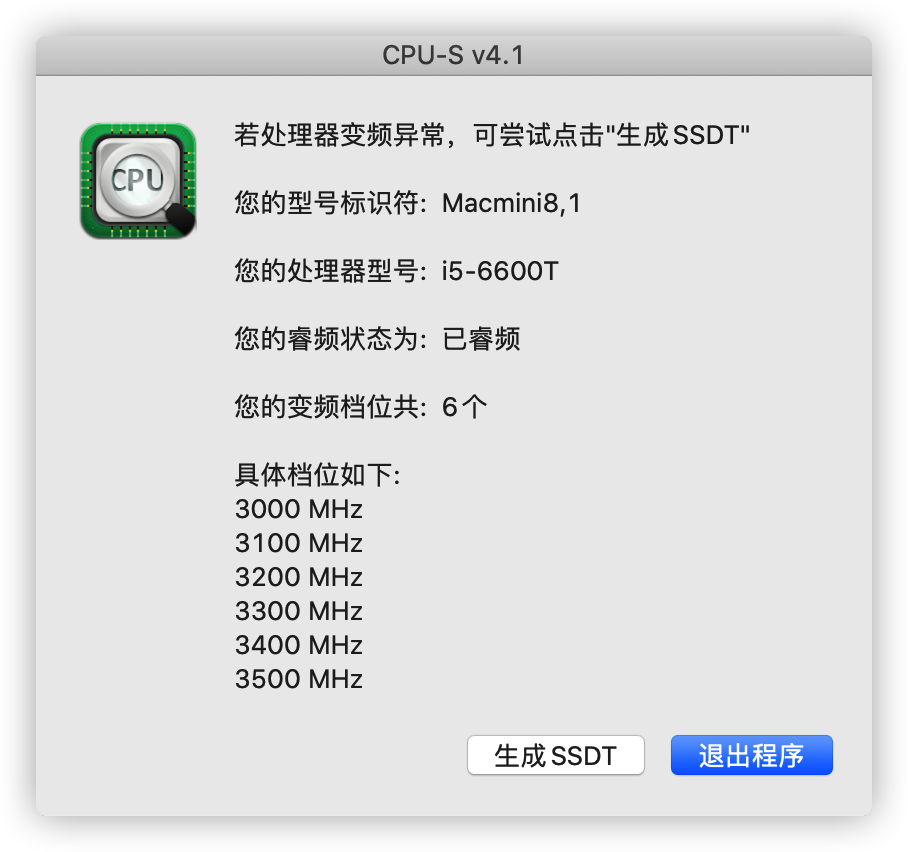 CPU-S v4.1
CPU
若处理器变频异常，可尝试点击"生成SSDT"
您的型号标识符: Macmini8,1
您的处理器型号: i5-6600T
您的睿频状态为: 已睿频
您的变频档位共: 6个
具体档位如下:
3000 MHz
3100 MHz
3200 MHz
3300 MHz
3400 MHz
3500 MHz
生成SSDT
退出程序